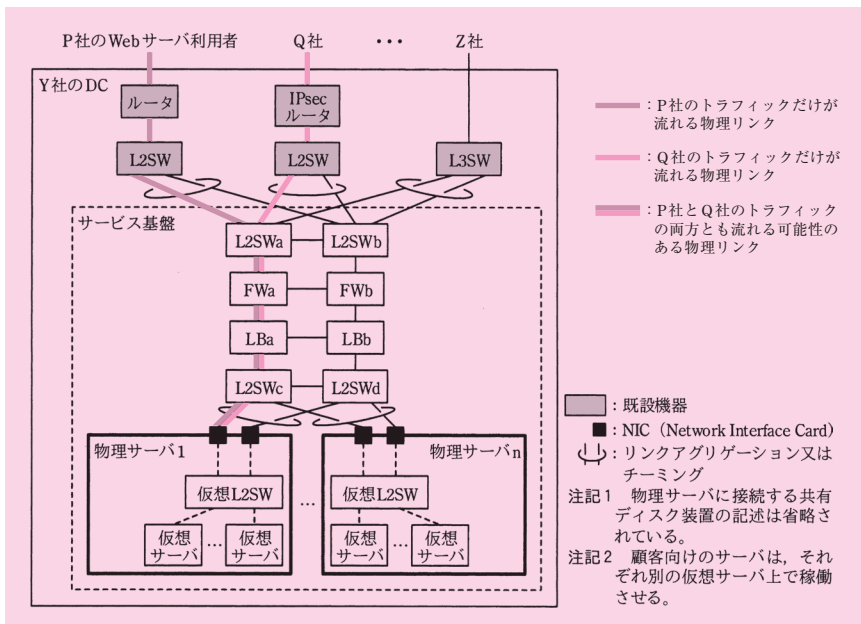 P社のWebサーバ利用者
Q社
･･･
Z社
Y社のDC
ルータ
IPsec
ルータ
L2SW
L2SW
L3SW
サービス基盤
L2SWa
L2SWb
FWa
FWb
LBa
LBb
L2SWc
L2SWd
物理サーバ1
物理サーバn
仮想L2SW
…
仮想L2SW
仮想
サーバ
…
仮想
サーバ
仮想
サーバ
…
仮想
サーバ
：P社のトラフィックだけが
流れる物理リンク
：Q社のトラフィックだけが
流れる物理リンク
：P社とQ社のトラフィック
の両方とも流れる可能性の
ある物理リンク
：既設機器
：NIC（Network Interface Card）
：リンクアグリゲーション又は
チーミング
注記1　物理サーバに接続する共有
ディスク装置の記述は省略さ
れている。
注記2　顧客向けのサーバは，それ
ぞれ別の仮想サーバ上で稼働
させる。